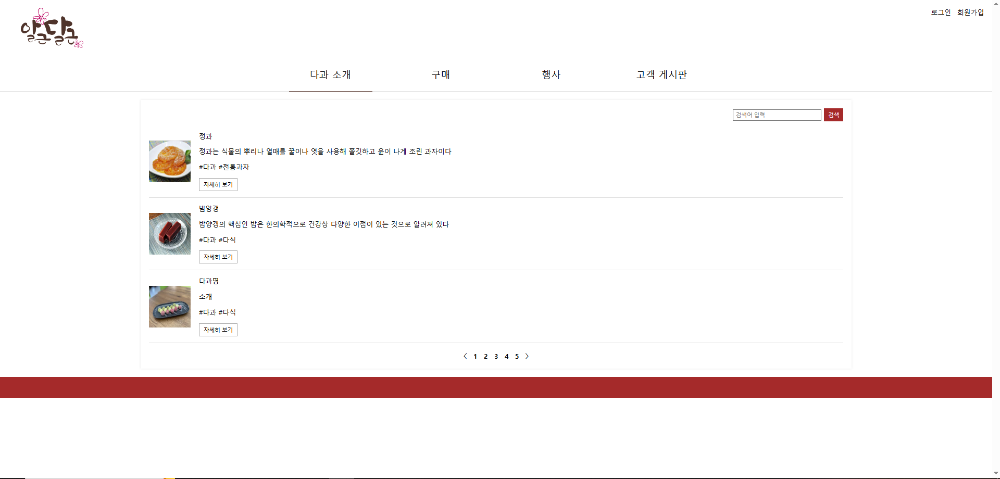 알콩달콩
로그인 회원가입
다과 소개 구매 행사 고객 게시판
검색어 입력 검색
정과
정과는 식물의 뿌리나 열매를 꿀이나 엿을 사용해 쫄깃하고 윤이 나게 조린 과자이다
#다과 #전통과자
자세히 보기
밤양갱
밤양갱의 핵심인 밤은 한의학적으로 건강상 다양한 이점이 있는 것으로 알려져 있다
#다과 #다식
자세히 보기
다과명
소개
#다과 #다식
자세히 보기
〈 1 2 3 4 5 〉